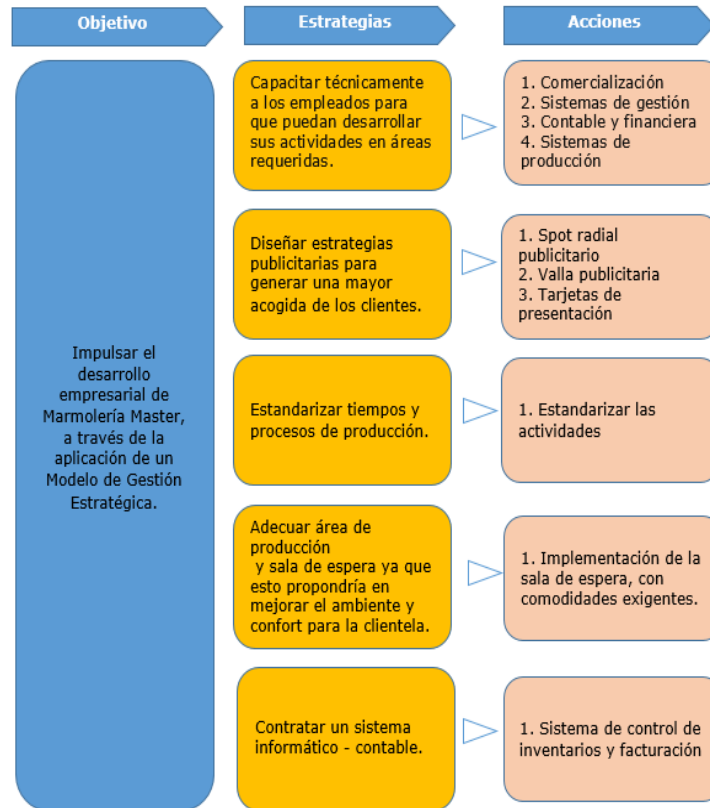 Objetivo
Estrategias
Acciones
Impulsar el
desarrollo
empresarial de
Marmolería Master,
a través de la
aplicación de un
Modelo de Gestión
Estratégica.
Capacitar técnicamente
a los empleados para
que puedan desarrollar
sus actividades en áreas
requeridas.
1. Comercialización
2. Sistemas de gestión
3. Contable y financiera
4. Sistemas de
producción
Diseñar estrategias
publicitarias para
generar una mayor
acogida de los clientes.
1. Spot radial
publicitario
2. Valla publicitaria
3. Tarjetas de
presentación
Estandarizar tiempos y
procesos de producción.
1. Estandarizar las
actividades
Adecuar área de
producción
y sala de espera ya que
esto propondría en
mejorar el ambiente y
confort para la clientela.
1. Implementación de la
sala de espera, con
comodidades exigentes.
Contratar un sistema
informático - contable.
1. Sistema de control de
inventarios y facturación